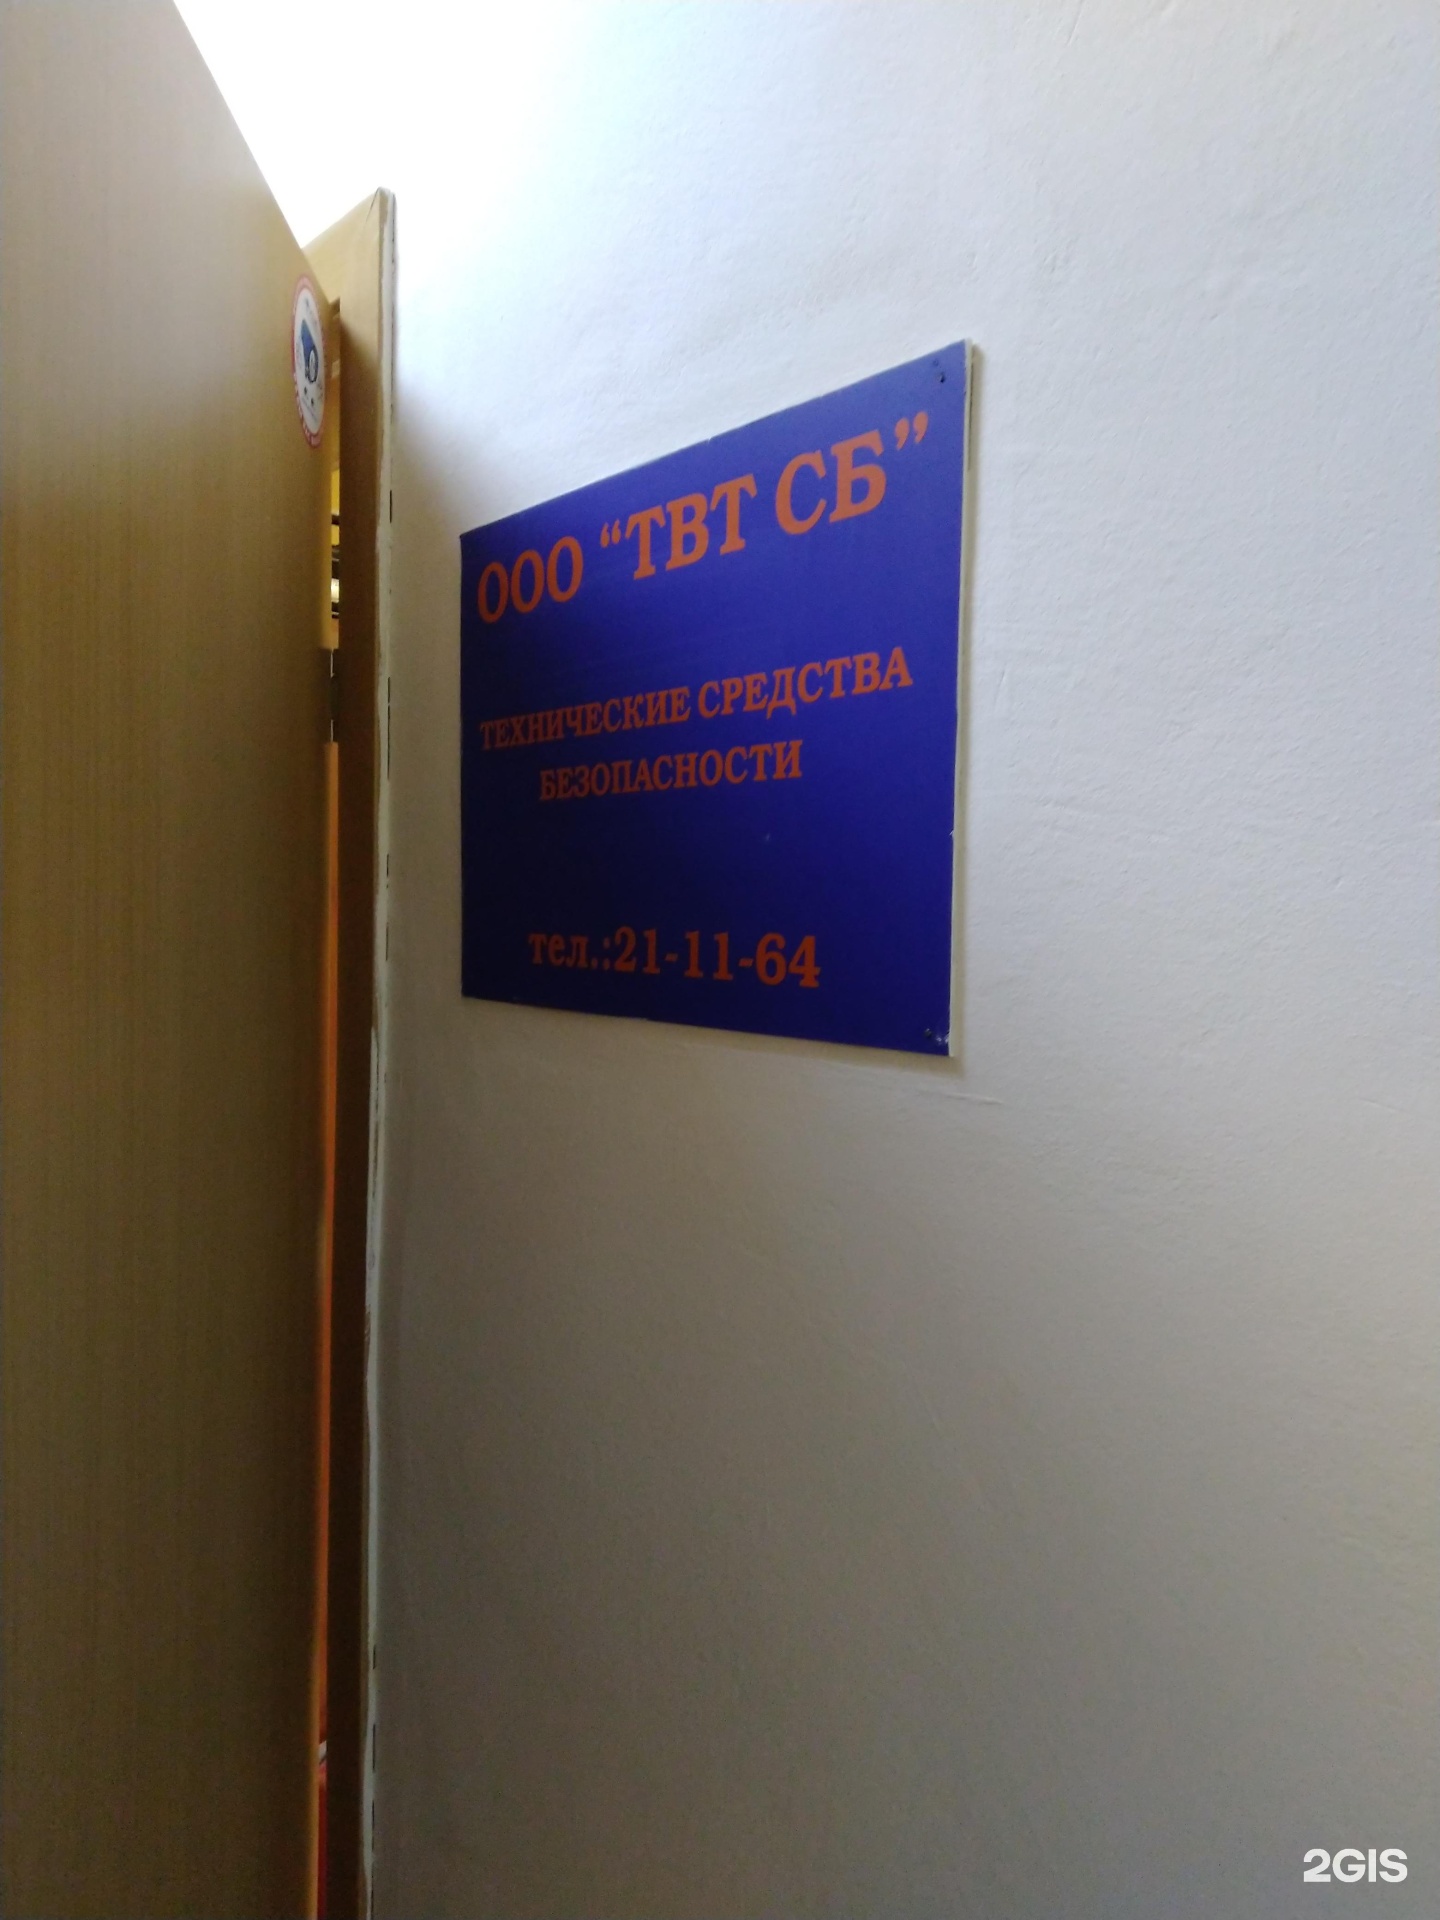 ООО “ТВТ СБ”
ТЕХНИЧЕСКИЕ СРЕДСТВА
БЕЗОПАСНОСТИ
тел.:21-11-64
2GIS